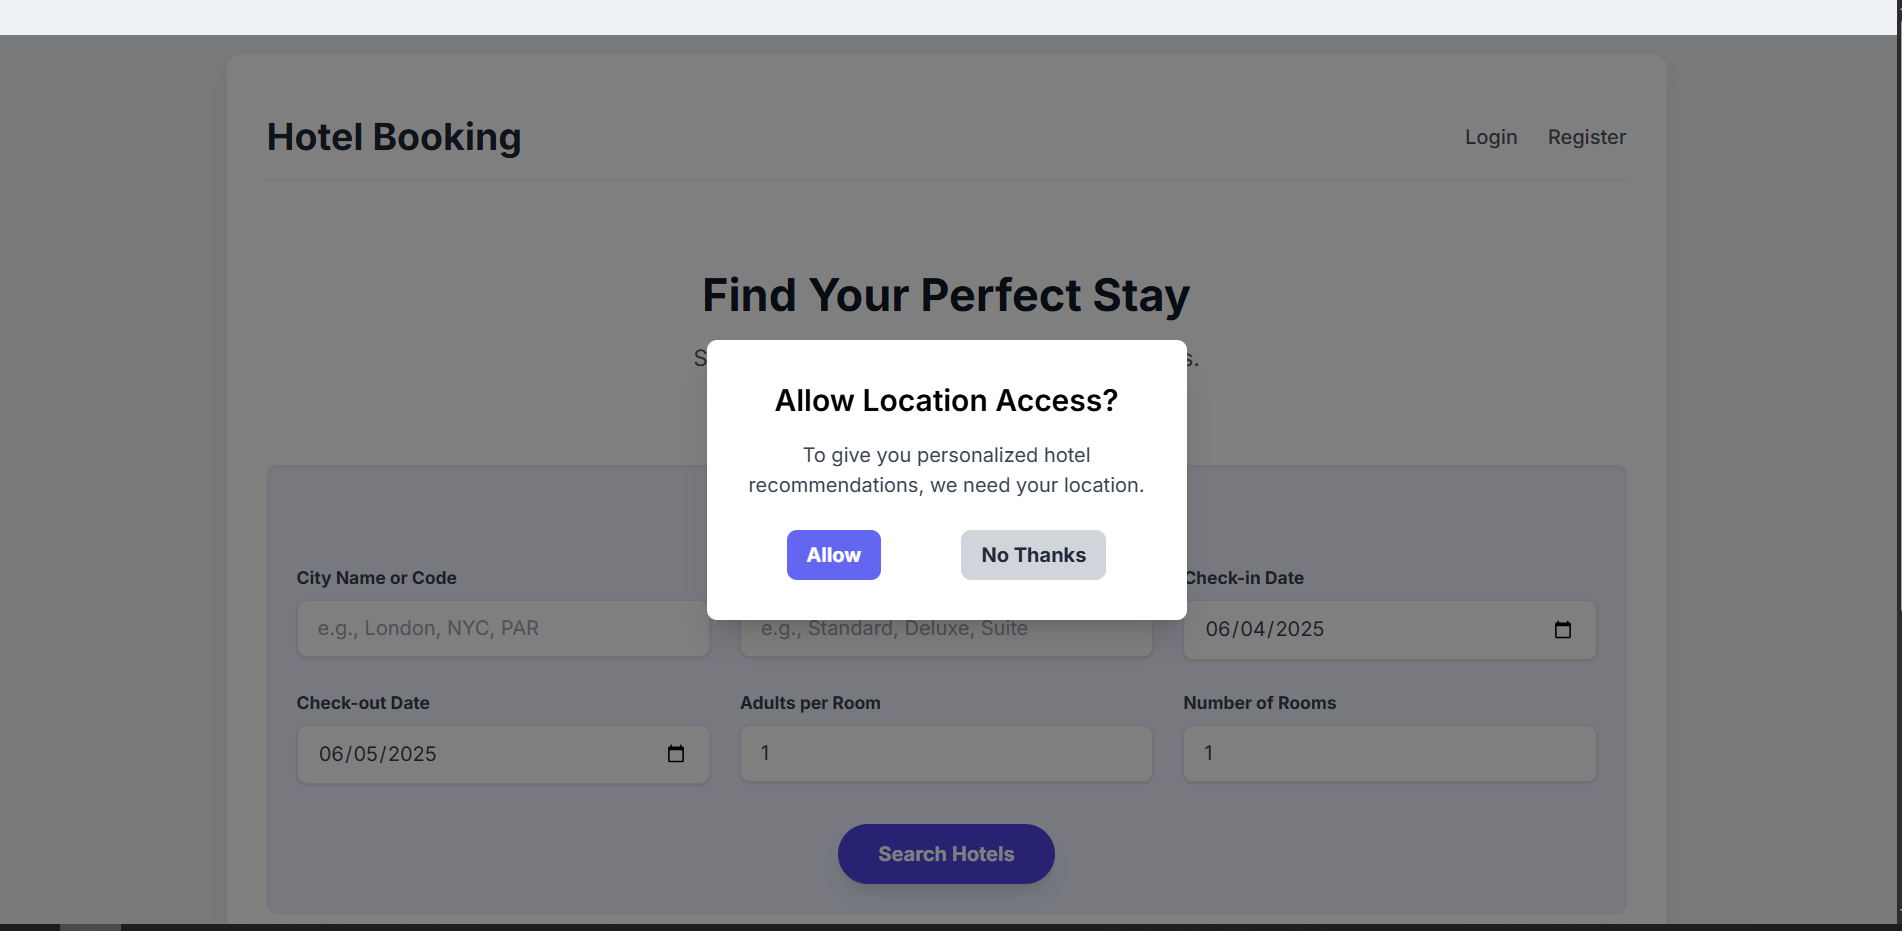 Hotel Booking
Login
Register
Find Your Perfect Stay
Allow Location Access?
To give you personalized hotel
recommendations, we need your location.
Allow
No Thanks
City Name or Code
Check-in Date
e.g., London, NYC, PAR
e.g., Standard, Deluxe, Suite
06/04/2025
Check-out Date
Adults per Room
Number of Rooms
06/05/2025
1
1
Search Hotels